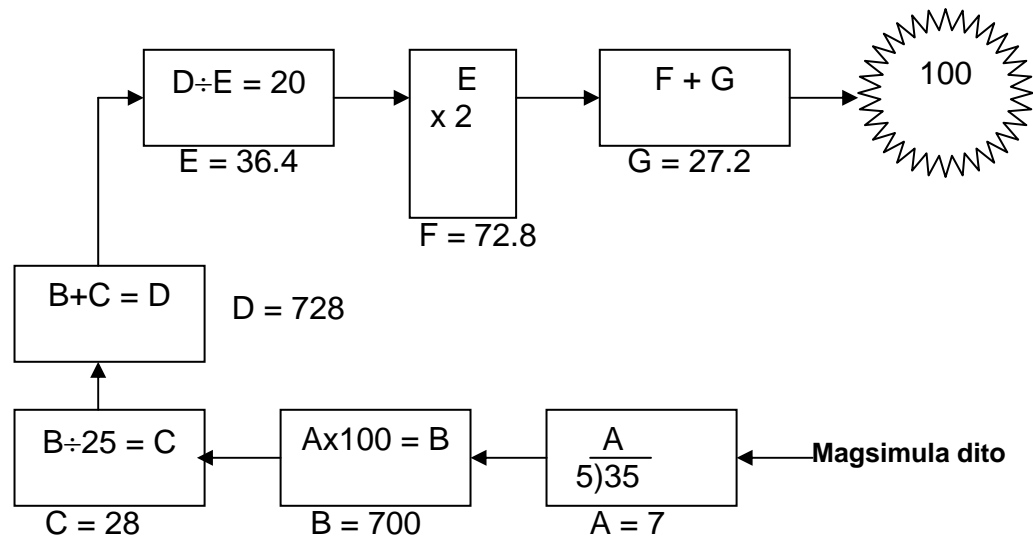 D÷E = 20
E = 36.4
E
x 2
F = 72.8
F + G
G = 27.2
100
B+C = D
D = 728
B÷25 = C
C = 28
Ax100 = B
B = 700
A
5)35
A = 7
Magsimula dito